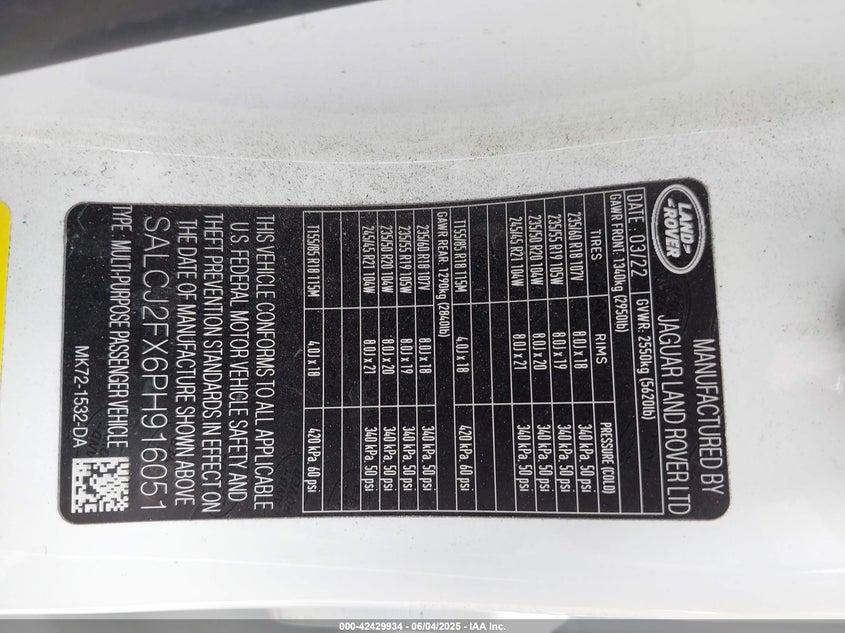 LAND-
ROVER
MANUFACTURED BY
JAGUAR LAND ROVER LTD
DATE: 03/22 GVWR: 2550kg (5620lb)
GAWR FRONT: 1340kg (2950lb)
TIRES RIMS PRESSURE (COLD)
235/60 R18 107V 8.0J x 18 340 kPa, 50 psi
235/55 R19 105W 8.0J x 19 340 kPa, 50 psi
235/50 R20 104W 8.0J x 20 340 kPa, 50 psi
245/45 R21 104W 8.0J x 21 340 kPa, 50 psi
T155/85 R18 115M 4.0J x 18 420 kPa, 60 psi
GAWR REAR: 1290kg (2840lb)
235/60 R18 107V 8.0J x 18 340 kPa, 50 psi
235/55 R19 105W 8.0J x 19 340 kPa, 50 psi
235/50 R20 104W 8.0J x 20 340 kPa, 50 psi
245/45 R21 104W 8.0J x 21 340 kPa, 50 psi
T155/85 R18 115M 4.0J x 18 420 kPa, 60 psi
THIS VEHICLE CONFORMS TO ALL APPLICABLE
U.S. FEDERAL MOTOR VEHICLE SAFETY AND
THEFT PREVENTION STANDARDS IN EFFECT ON
THE DATE OF MANUFACTURE SHOWN ABOVE
SALCJ2FX6PH916051
TYPE: MULTI-PURPOSE PASSENGER VEHICLE
MK72-1532-DA
000-42429934 - 06/04/2025 - IAA Inc.